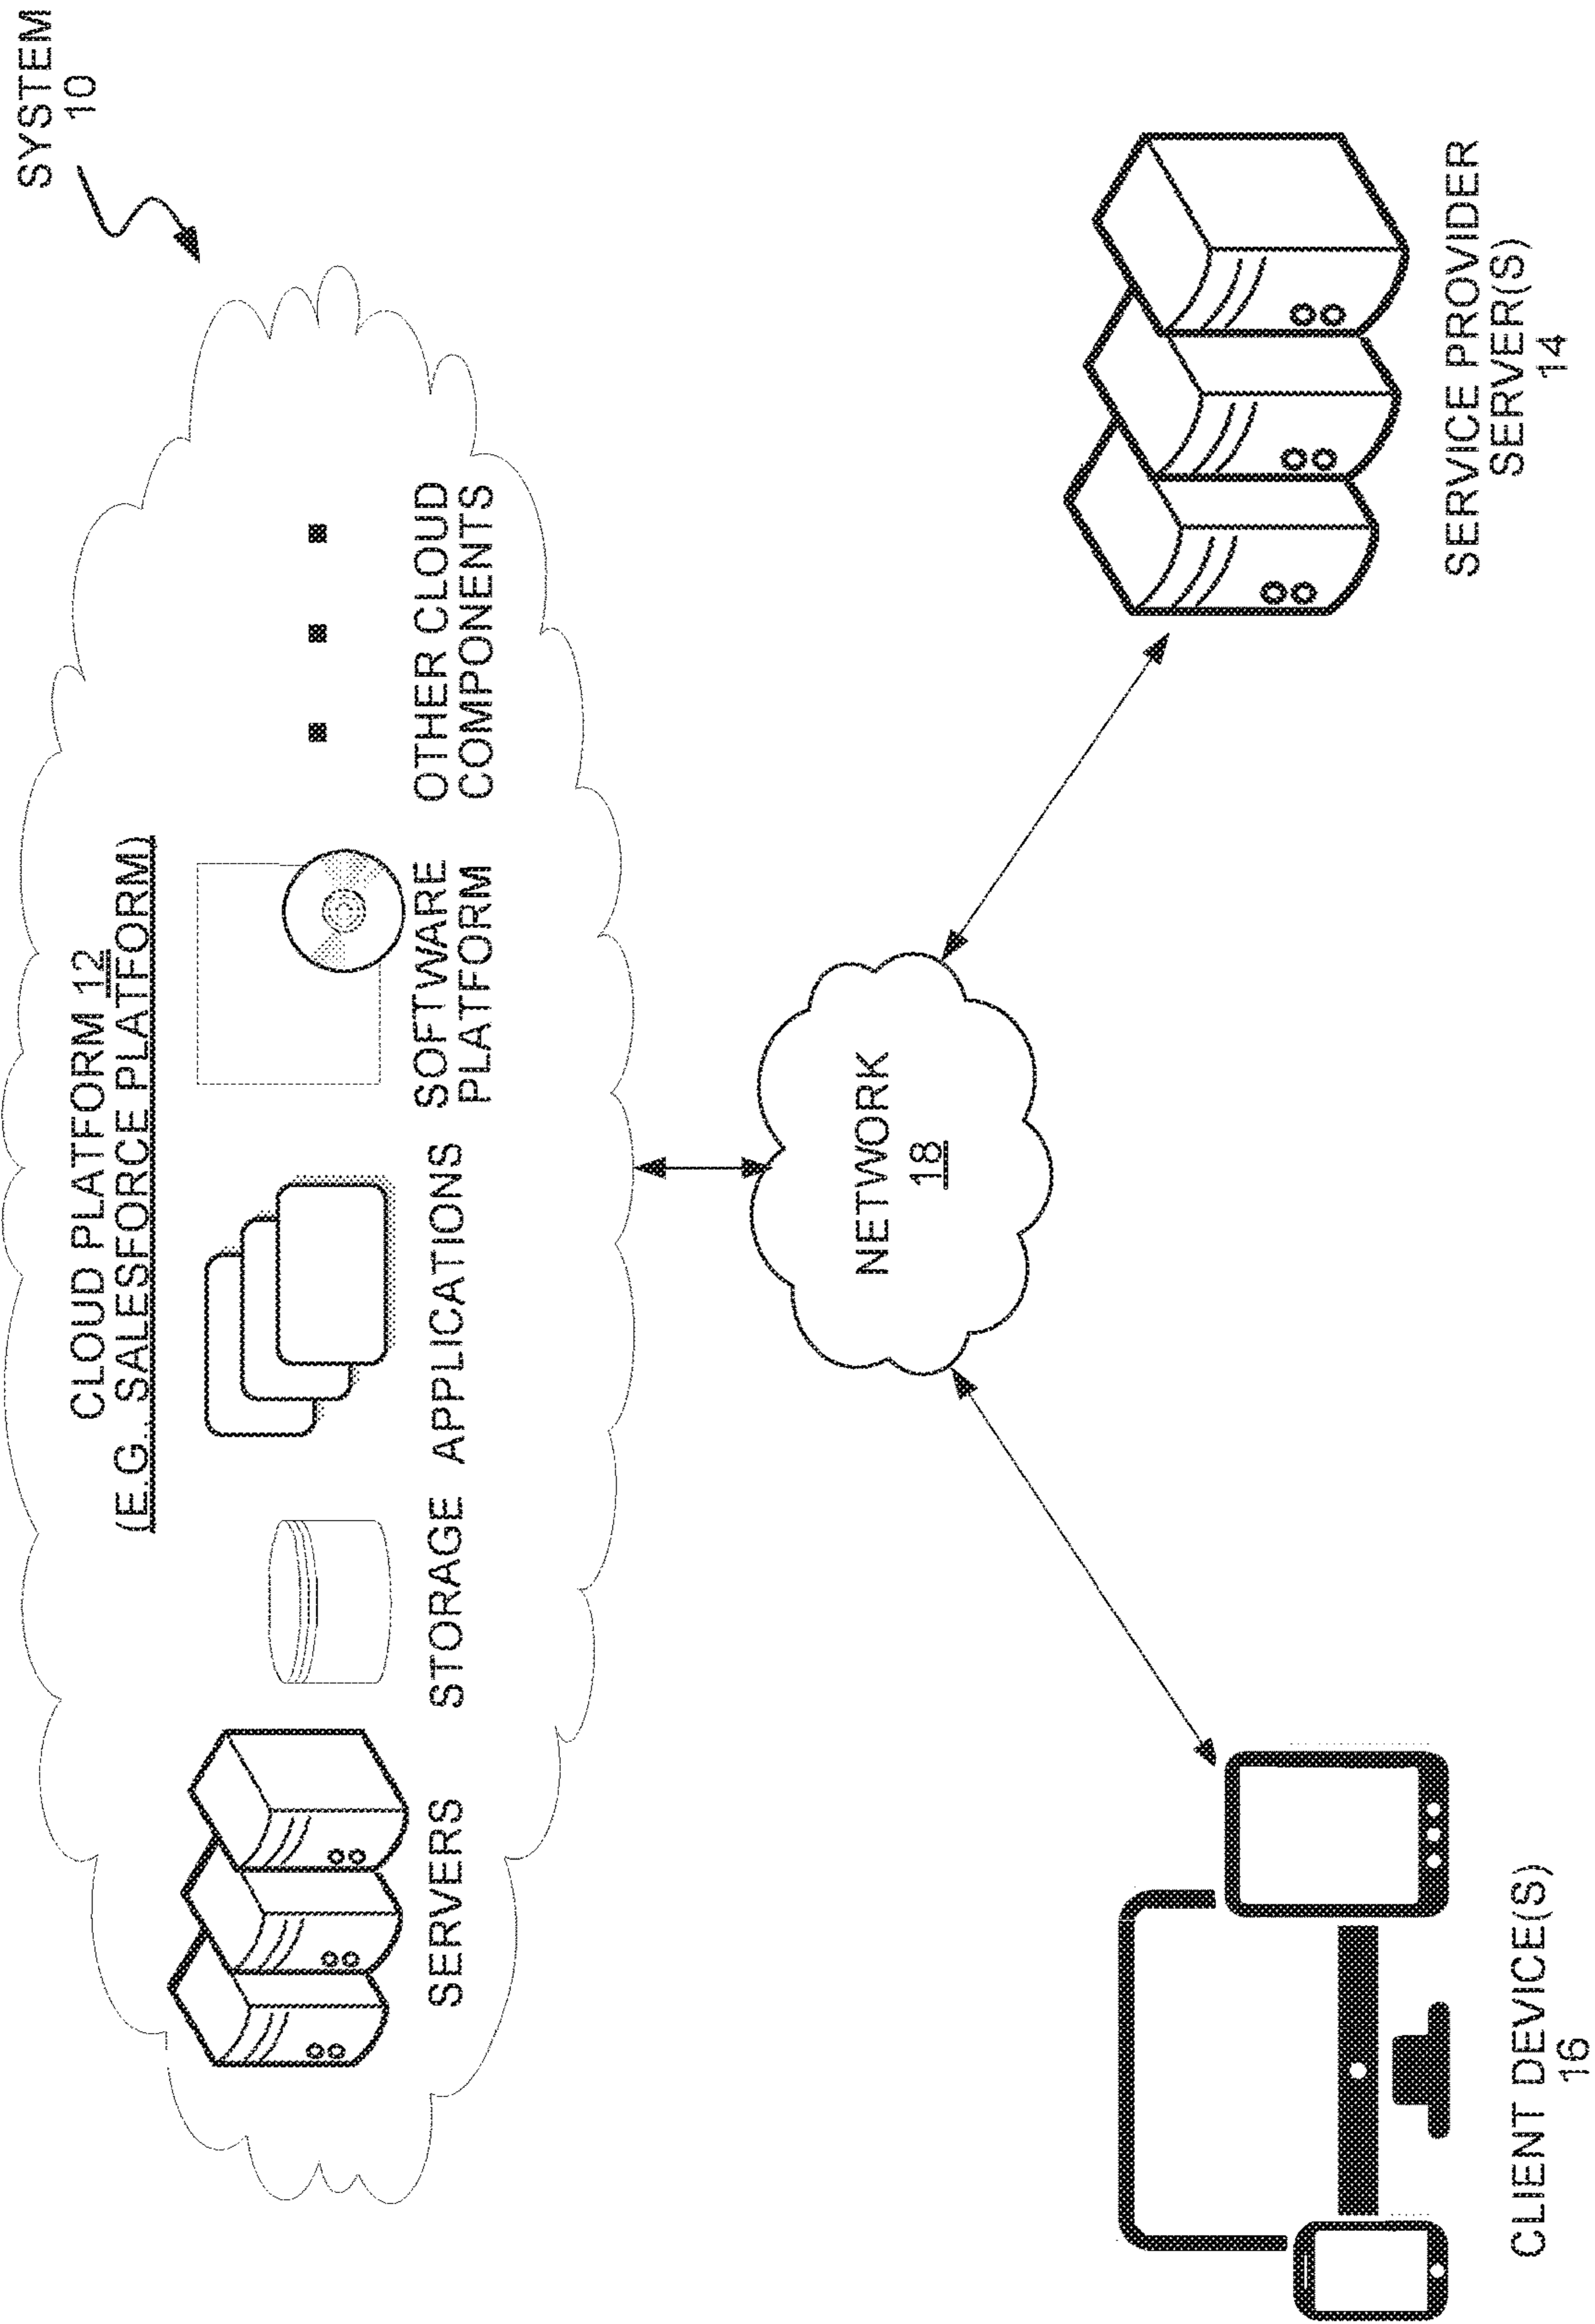 SYSTEM
10
CLOUD PLATFORM 12
(E.G., SALESFORCE PLATFORM)
SERVERS
STORAGE
APPLICATIONS
SOFTWARE
PLATFORM
OTHER CLOUD
COMPONENTS
NETWORK
18
CLIENT DEVICE(S)
16
SERVICE PROVIDER
SERVER(S)
14